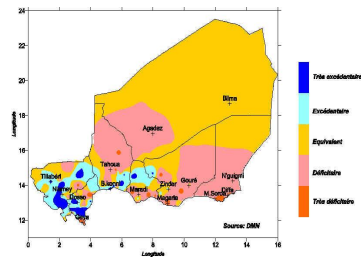 24
22
20
18
16
14
12
0 2 4 6 8 10 12 14 16
Longitude
Longitude
Bilma
Agadez
Tahoua
Tillabéri
Niamey
Dosso
B.konni
Maradi
Zinder
Magaria
Gouré
N'guigmi
Diffa
M.Soroa
Gaya
Source: DMN
Très excédentaire
Excédentaire
Equivalent
Déficitaire
Très déficitaire